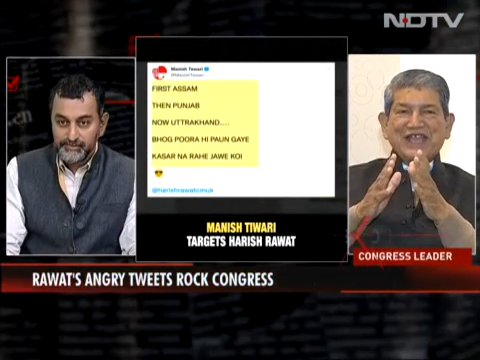 NDTV
Manish Tiwari
@ManishTewari
FIRST ASSAM
THEN PUNJAB
NOW UTTRAKHAND....
BHOG POORA HI PAUN GAYE
KASAR NA RAHE JAWE KOI
@harishrawatcmuk
MANISH TIWARI
TARGETS HARISH RAWAT
CONGRESS LEADER
RAWAT'S ANGRY TWEETS ROCK CONGRESS